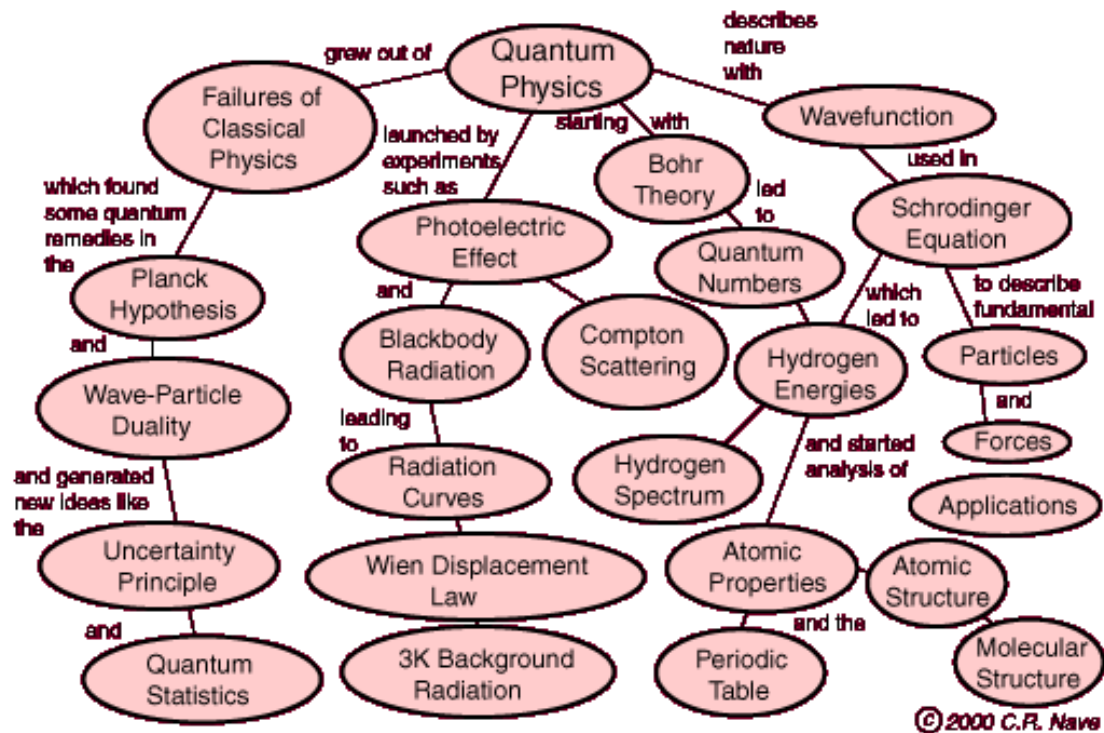 Quantum
Physics
grew out of
Failures of
Classical
Physics
which found
some quantum
remedies in
the
Planck
Hypothesis
and
Wave-Particle
Duality
and generated
new ideas like
the
Uncertainty
Principle
and
Quantum
Statistics
launched by
experiments
such as
Photoelectric
Effect
and
Blackbody
Radiation
Compton
Scattering
leading
to
Radiation
Curves
Wien Displacement
Law
3K Background
Radiation
starting with
Bohr
Theory
led
to
Quantum
Numbers
Hydrogen
Energies
Hydrogen
Spectrum
and started
analysis of
Atomic
Properties
and the
Periodic
Table
Atomic
Structure
Molecular
Structure
describes
nature
with
Wavefunction
used in
Schrodinger
Equation
which
led to
to describe
fundamental
Particles
and
Forces
Applications
© 2000 C.R. Nave